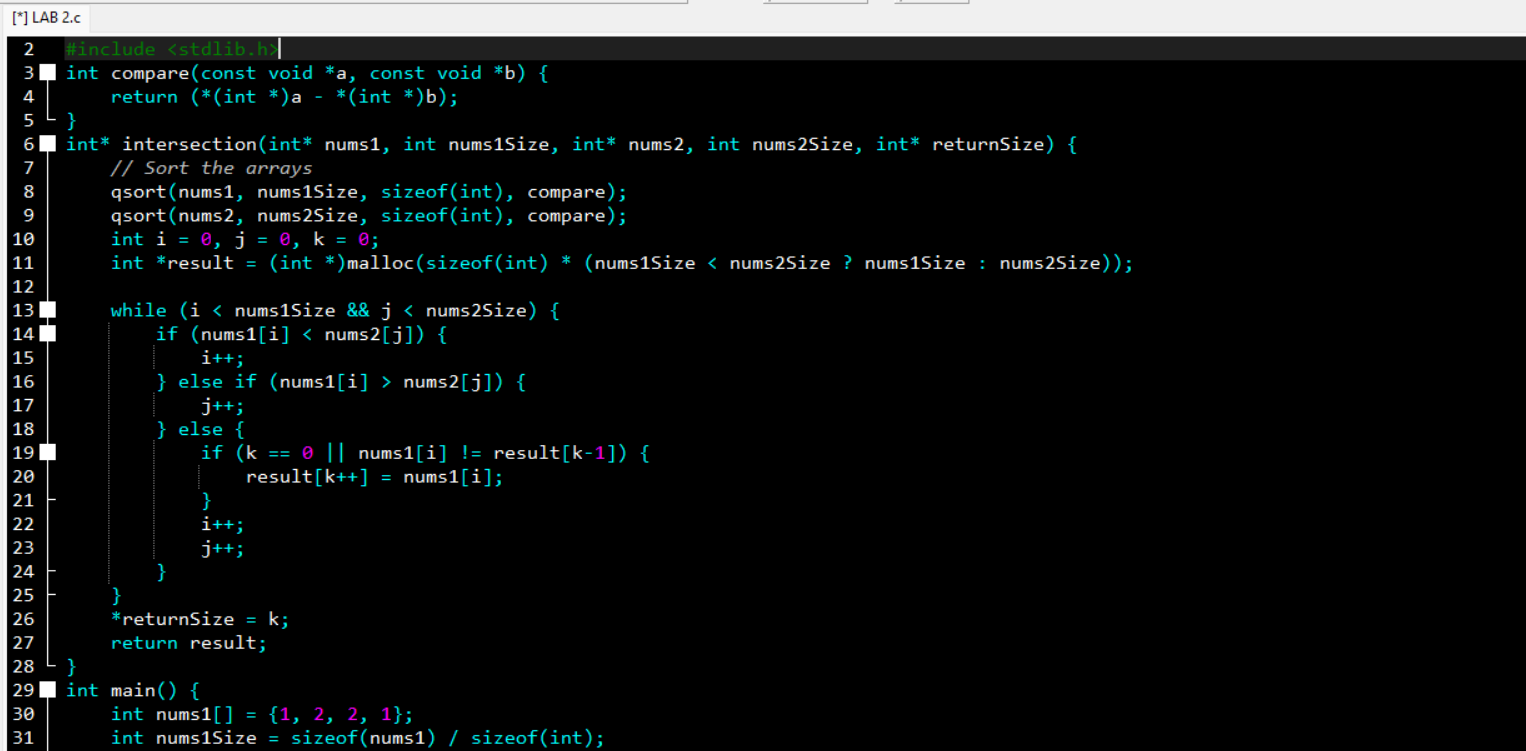 [*] LAB 2.c
2 #include <stdlib.h>
3 int compare(const void *a, const void *b) {
4     return (*(int *)a - *(int *)b);
5 }
6 int* intersection(int* nums1, int nums1Size, int* nums2, int nums2Size, int* returnSize) {
7     // Sort the arrays
8     qsort(nums1, nums1Size, sizeof(int), compare);
9     qsort(nums2, nums2Size, sizeof(int), compare);
10     int i = 0, j = 0, k = 0;
11     int *result = (int *)malloc(sizeof(int) * (nums1Size < nums2Size ? nums1Size : nums2Size));
12
13     while (i < nums1Size && j < nums2Size) {
14         if (nums1[i] < nums2[j]) {
15             i++;
16         } else if (nums1[i] > nums2[j]) {
17             j++;
18         } else {
19             if (k == 0 || nums1[i] != result[k-1]) {
20                 result[k++] = nums1[i];
21             }
22             i++;
23             j++;
24         }
25     }
26     *returnSize = k;
27     return result;
28 }
29 int main() {
30     int nums1[] = {1, 2, 2, 1};
31     int nums1Size = sizeof(nums1) / sizeof(int);